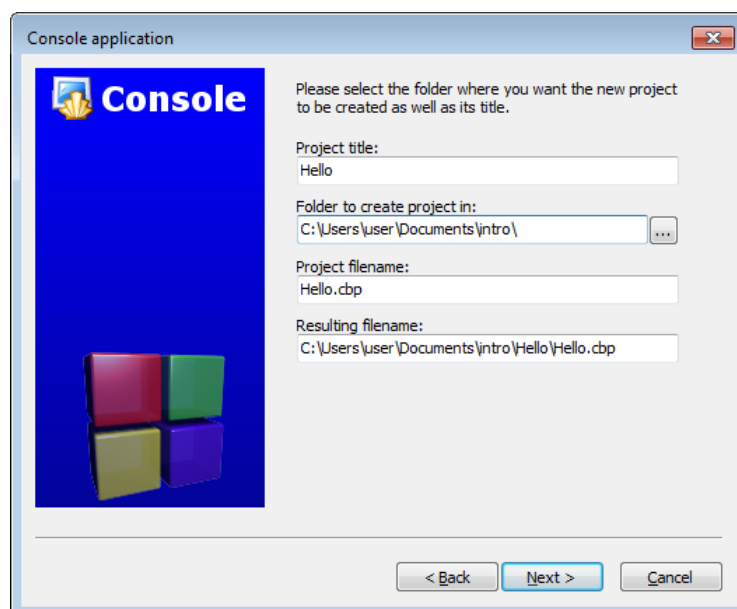 Console application
Console
Please select the folder where you want the new project
to be created as well as its title.
Project title:
Hello
Folder to create project in:
C:\Users\user\Documents\intro\
...
Project filename:
Hello.cbp
Resulting filename:
C:\Users\user\Documents\intro\Hello\Hello.cbp
< Back
Next >
Cancel